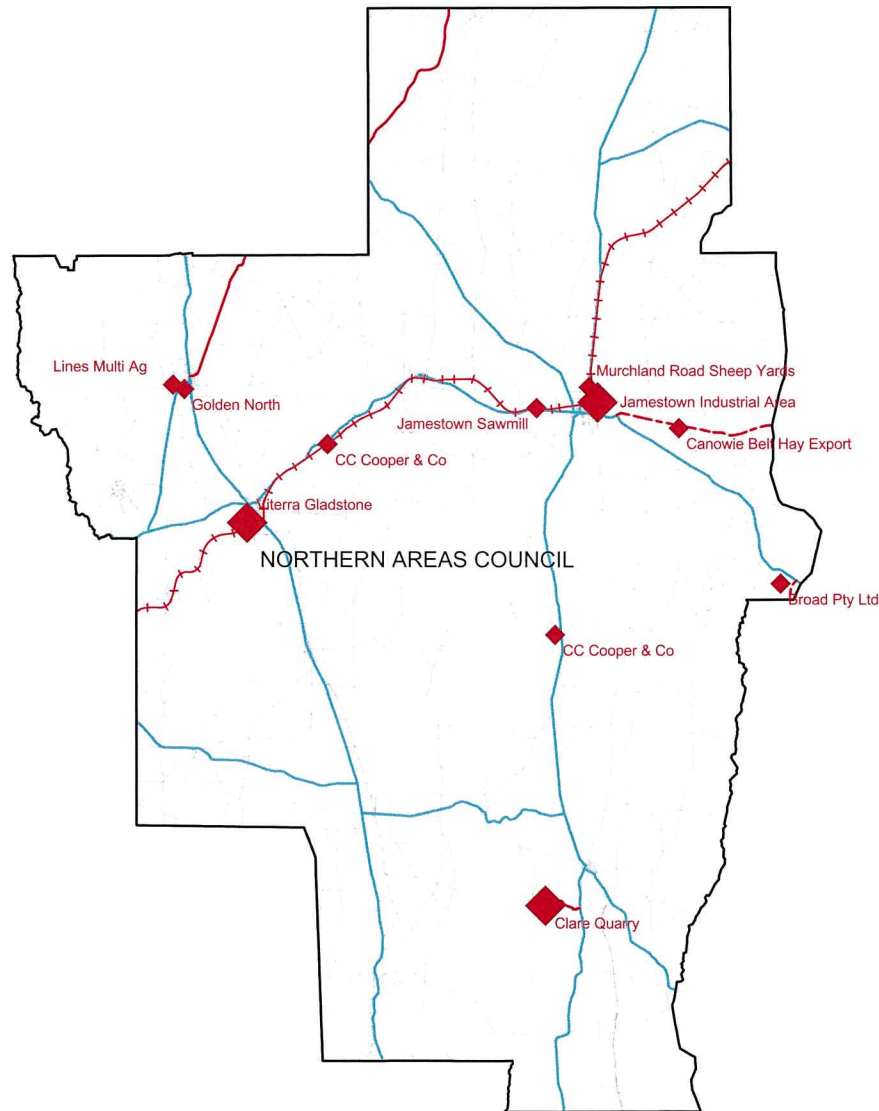 Murchland Road Sheep Yards
Lines Multi Ag
Golden North
Jamestown Industrial Area
Jamestown Sawmill
Canowie Belt Hay Export
CC Cooper & Co
Viterra Gladstone
NORTHERN AREAS COUNCIL
Broad Pty Ltd
CC Cooper & Co
Clare Quarry